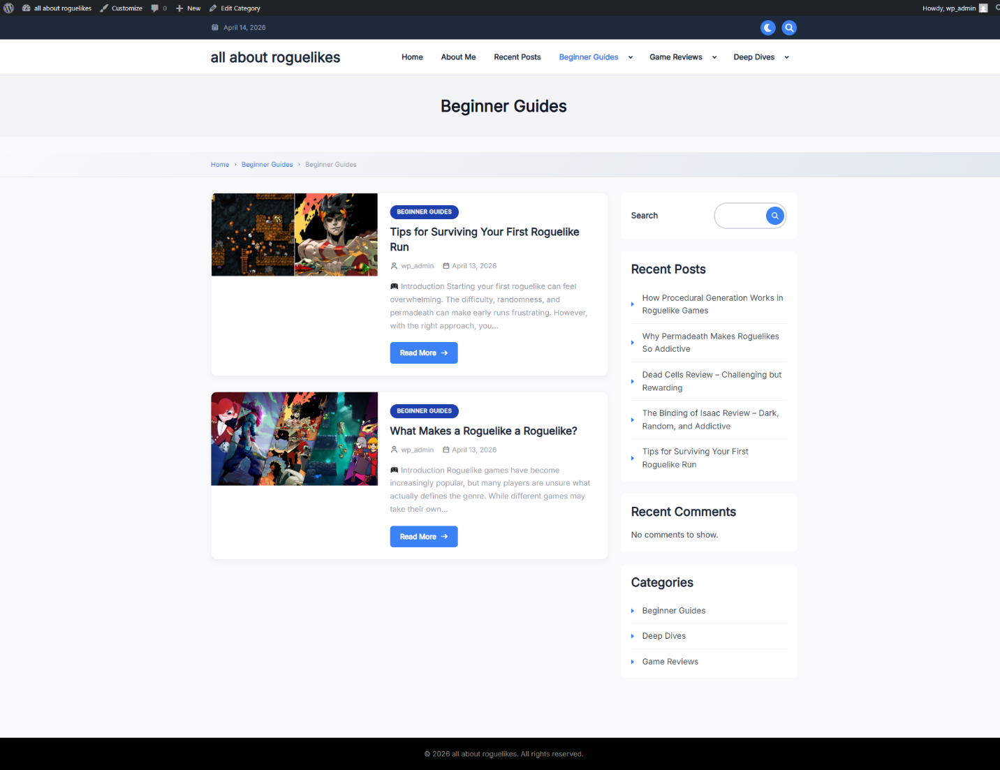 all about roguelikes Customize 0 New Edit Category Howdy, wp_admin
April 14, 2026
all about roguelikes Home About Me Recent Posts Beginner Guides Game Reviews Deep Dives
Beginner Guides
Home › Beginner Guides › Beginner Guides
BEGINNER GUIDES
Tips for Surviving Your First Roguelike
Run
wp_admin April 13, 2026
Introduction Starting your first roguelike can feel
overwhelming. The difficulty, randomness, and
permadeath can make early runs frustrating. However,
with the right approach, you...
Read More →
BEGINNER GUIDES
What Makes a Roguelike a Roguelike?
wp_admin April 13, 2026
Introduction Roguelike games have become
increasingly popular, but many players are unsure what
actually defines the genre. While different games may
take their own...
Read More →
Search
Recent Posts
How Procedural Generation Works in
Roguelike Games
Why Permadeath Makes Roguelikes
So Addictive
Dead Cells Review – Challenging but
Rewarding
The Binding of Isaac Review – Dark,
Random, and Addictive
Tips for Surviving Your First
Roguelike Run
Recent Comments
No comments to show.
Categories
Beginner Guides
Deep Dives
Game Reviews
© 2026 all about roguelikes. All rights reserved.